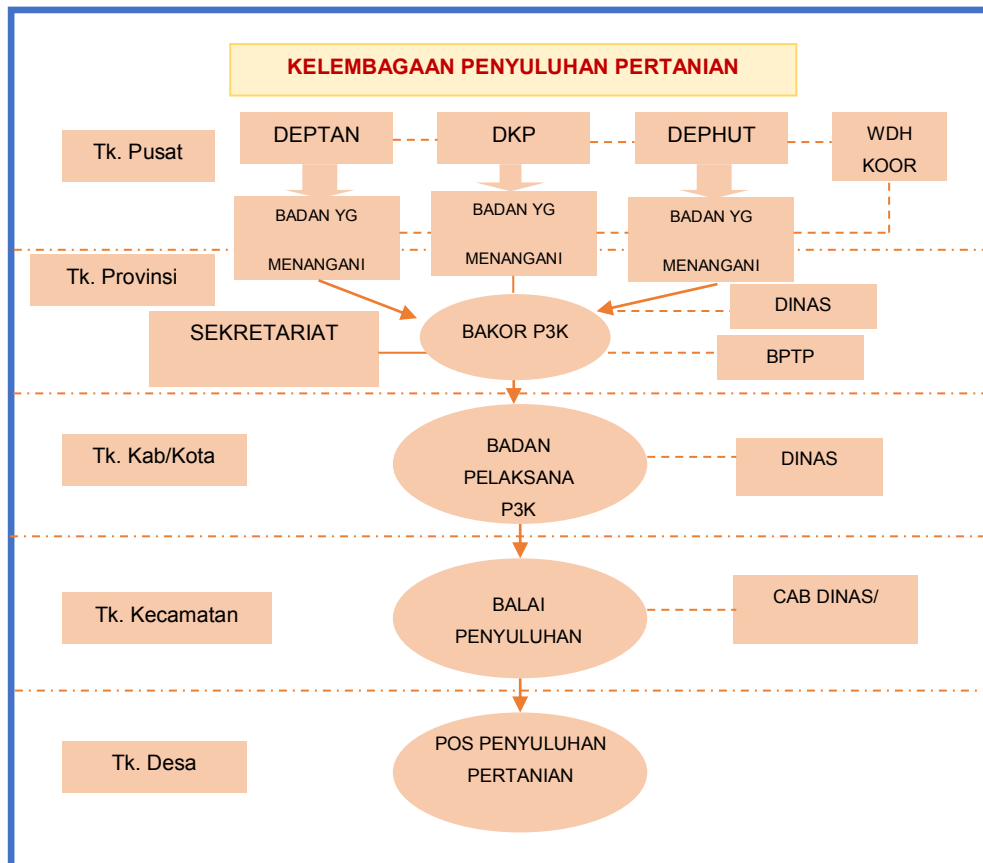 KELEMBAGAAN PENYULUHAN PERTANIAN
Tk. Pusat
DEPTAN
DKP
DEPHUT
WDH
KOOR
BADAN YG
MENANGANI
BADAN YG
MENANGANI
BADAN YG
MENANGANI
Tk. Provinsi
SEKRETARIAT
BAKOR P3K
DINAS
BPTP
Tk. Kab/Kota
BADAN
PELAKSANA
P3K
DINAS
Tk. Kecamatan
BALAI
PENYULUHAN
CAB DINAS/
Tk. Desa
POS PENYULUHAN
PERTANIAN